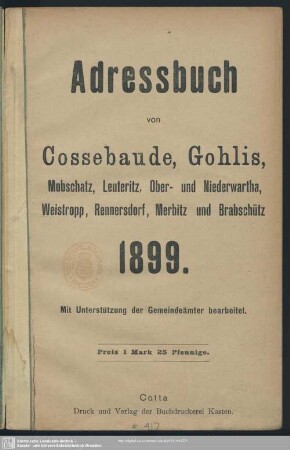 Adressbuch
von
Cossebaude, Gohlis,
Mobschatz, Leuteritz, Ober- und Niederwartha,
Weistropp, Rennersdorf, Merbitz und Brabschütz
1899.
Mit Unterstützung der Gemeindeämter bearbeitet.
Preis 1 Mark 25 Pfennige.
Cotta
Druck und Verlag der Buchdruckerei Kasten.